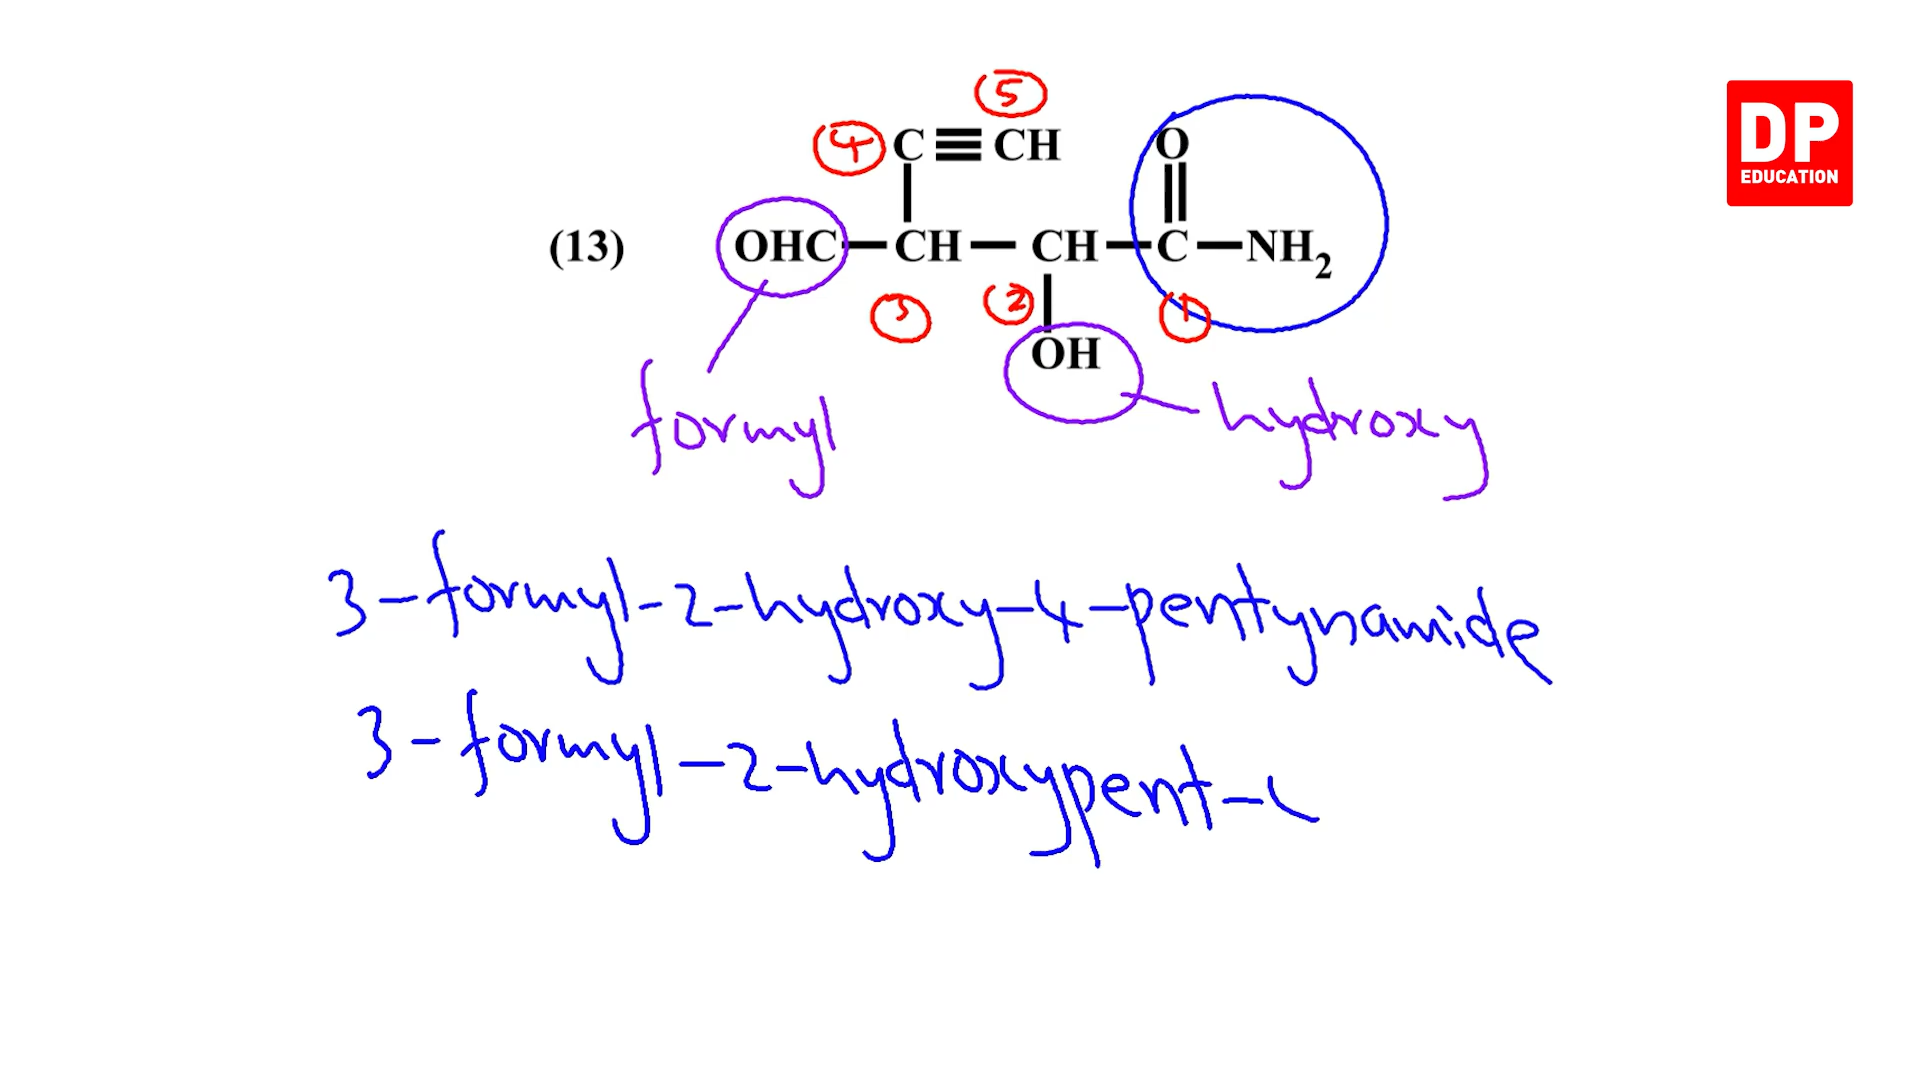 ⑤
④ C≡CH O
DP
EDUCATION
(13) OHC—CH—CH—C—NH₂
③ ② ①
OH
formyl hydroxy
3-formyl-2-hydroxy-4-pentynamide
3-formyl-2-hydroxypent-